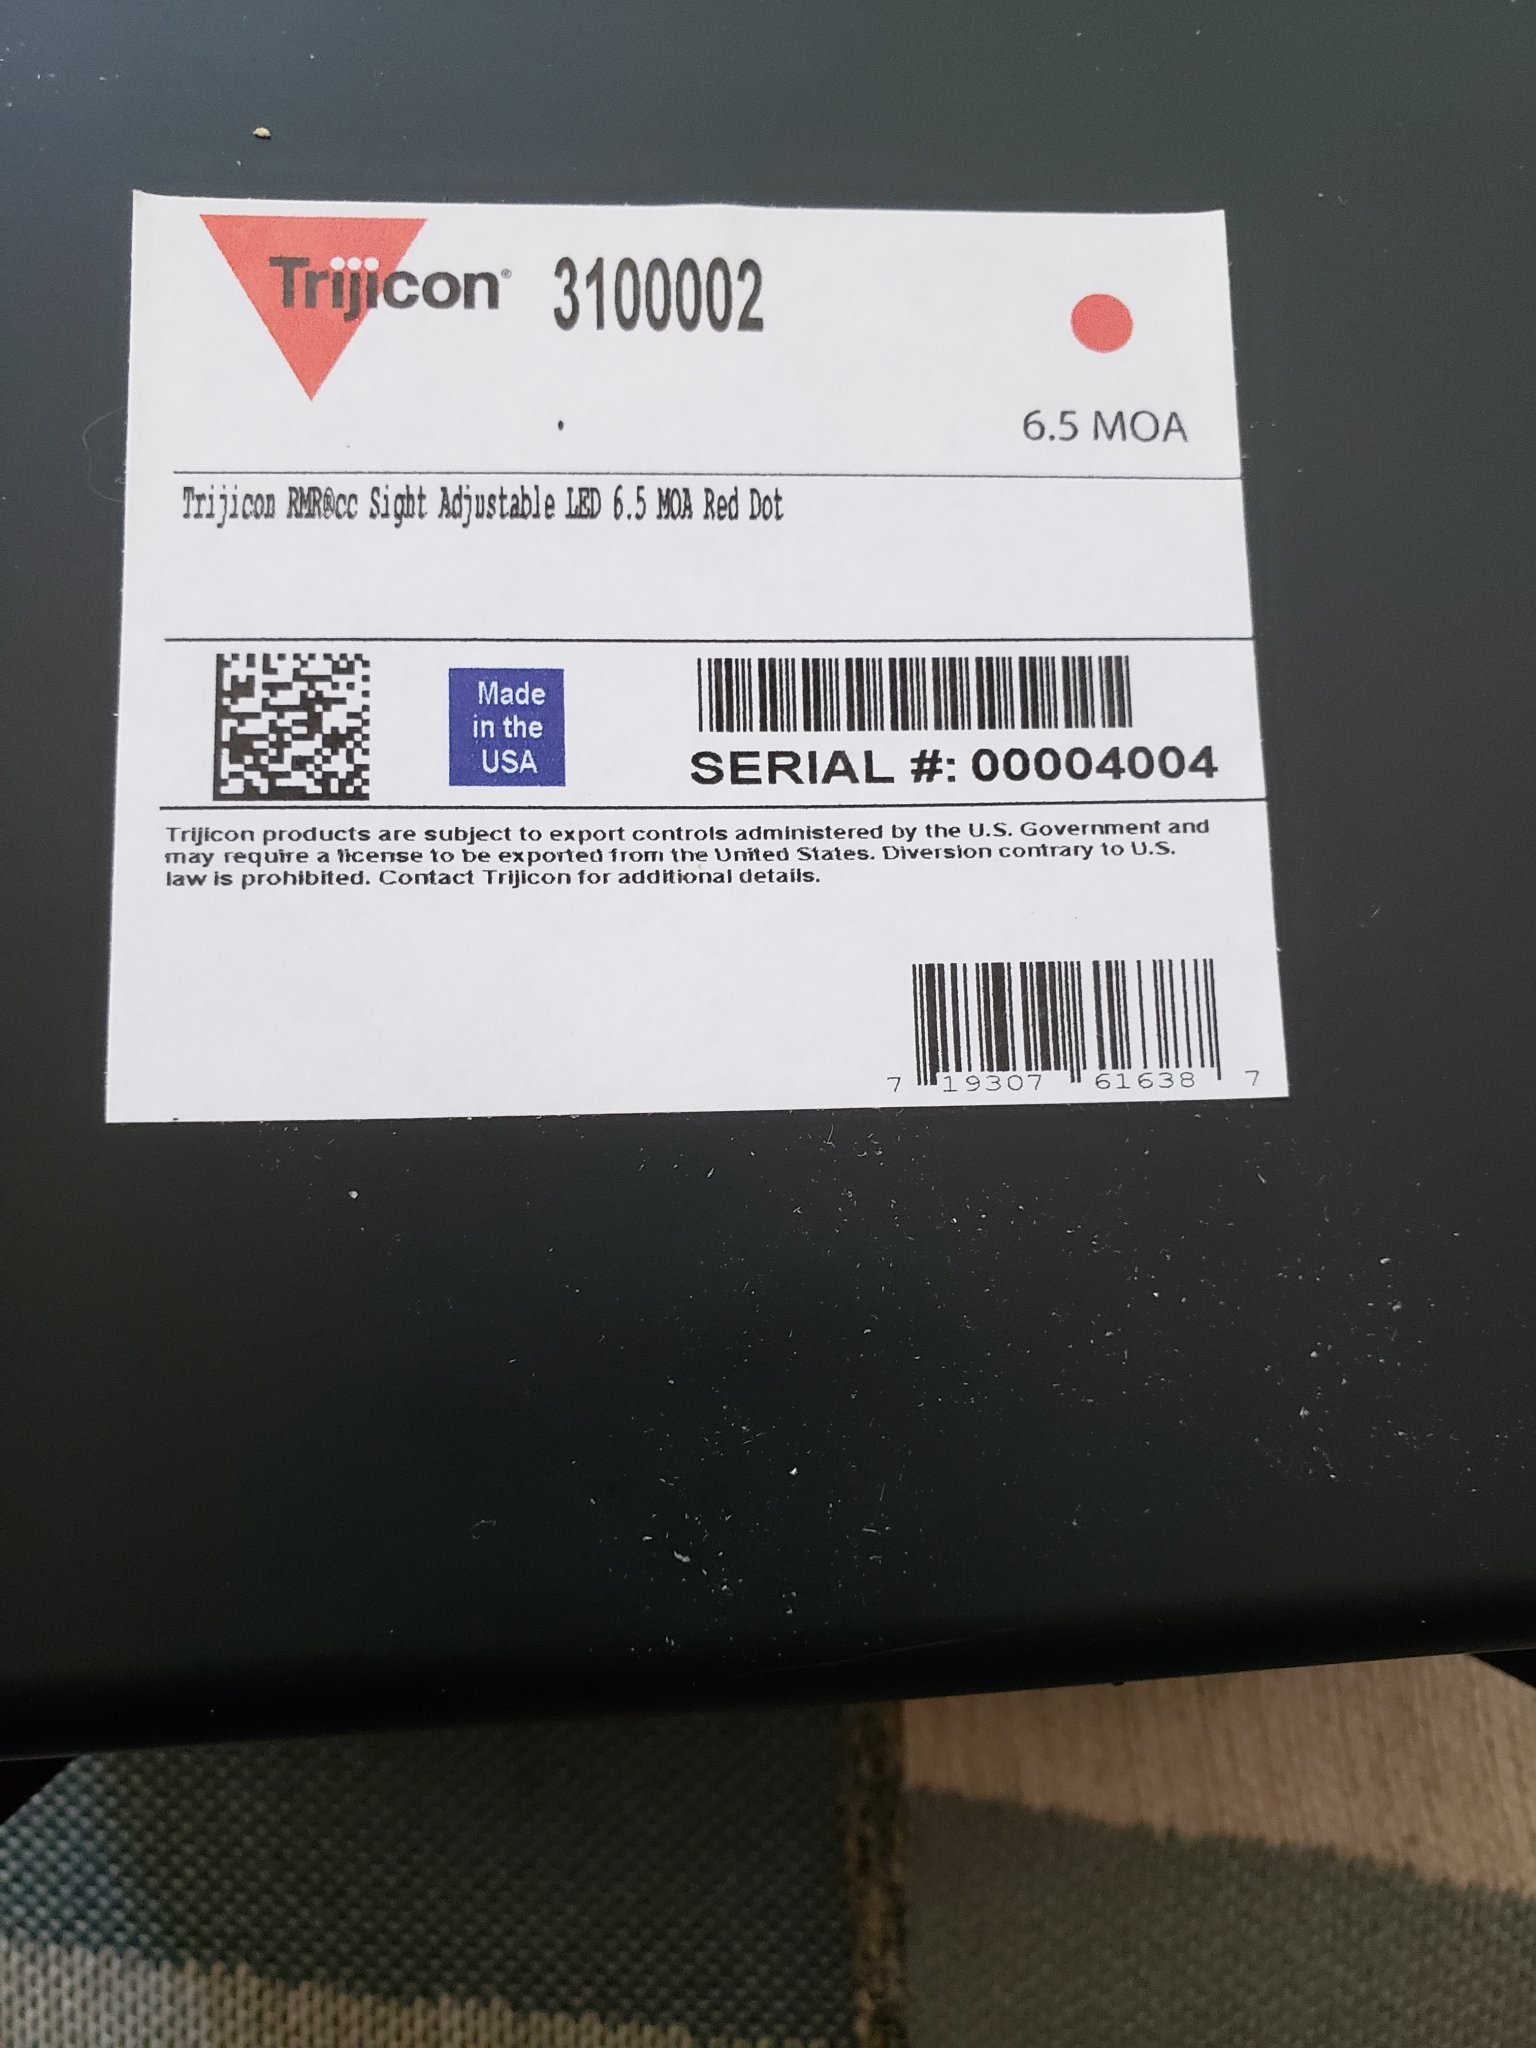 Trijicon® 3100002
6.5 MOA
Trijicon RMR®cc Sight Adjustable LED 6.5 MOA Red Dot
Made
in the
USA
SERIAL #: 00004004
Trijicon products are subject to export controls administered by the U.S. Government and
may require a license to be exported from the United States. Diversion contrary to U.S.
law is prohibited. Contact Trijicon for additional details.
7 19307 61638 7